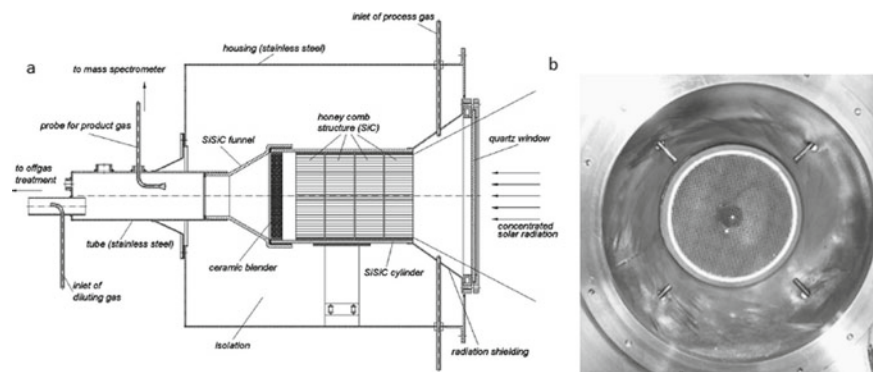 inlet of process gas
housing (stainless steel)
a
b
to mass spectrometer
honey comb
structure (SiC)
SiSiC funnel
probe for product gas
quartz window
to offgas
treatment
concentrated
solar radiation
tube (stainless steel)
ceramic blender
SiSiC cylinder
inlet of
diluting gas
Isolation
radiation shielding